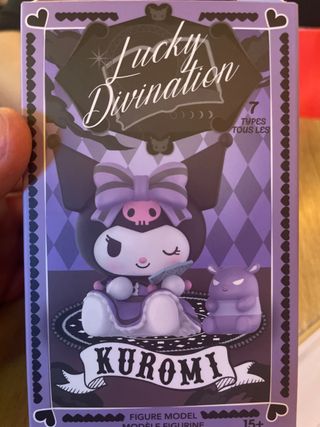 Lucky
Divination
7
TYPES
TOUS LES
KUROMI
FIGURE MODEL
MODÈLE FIGURINE
15+